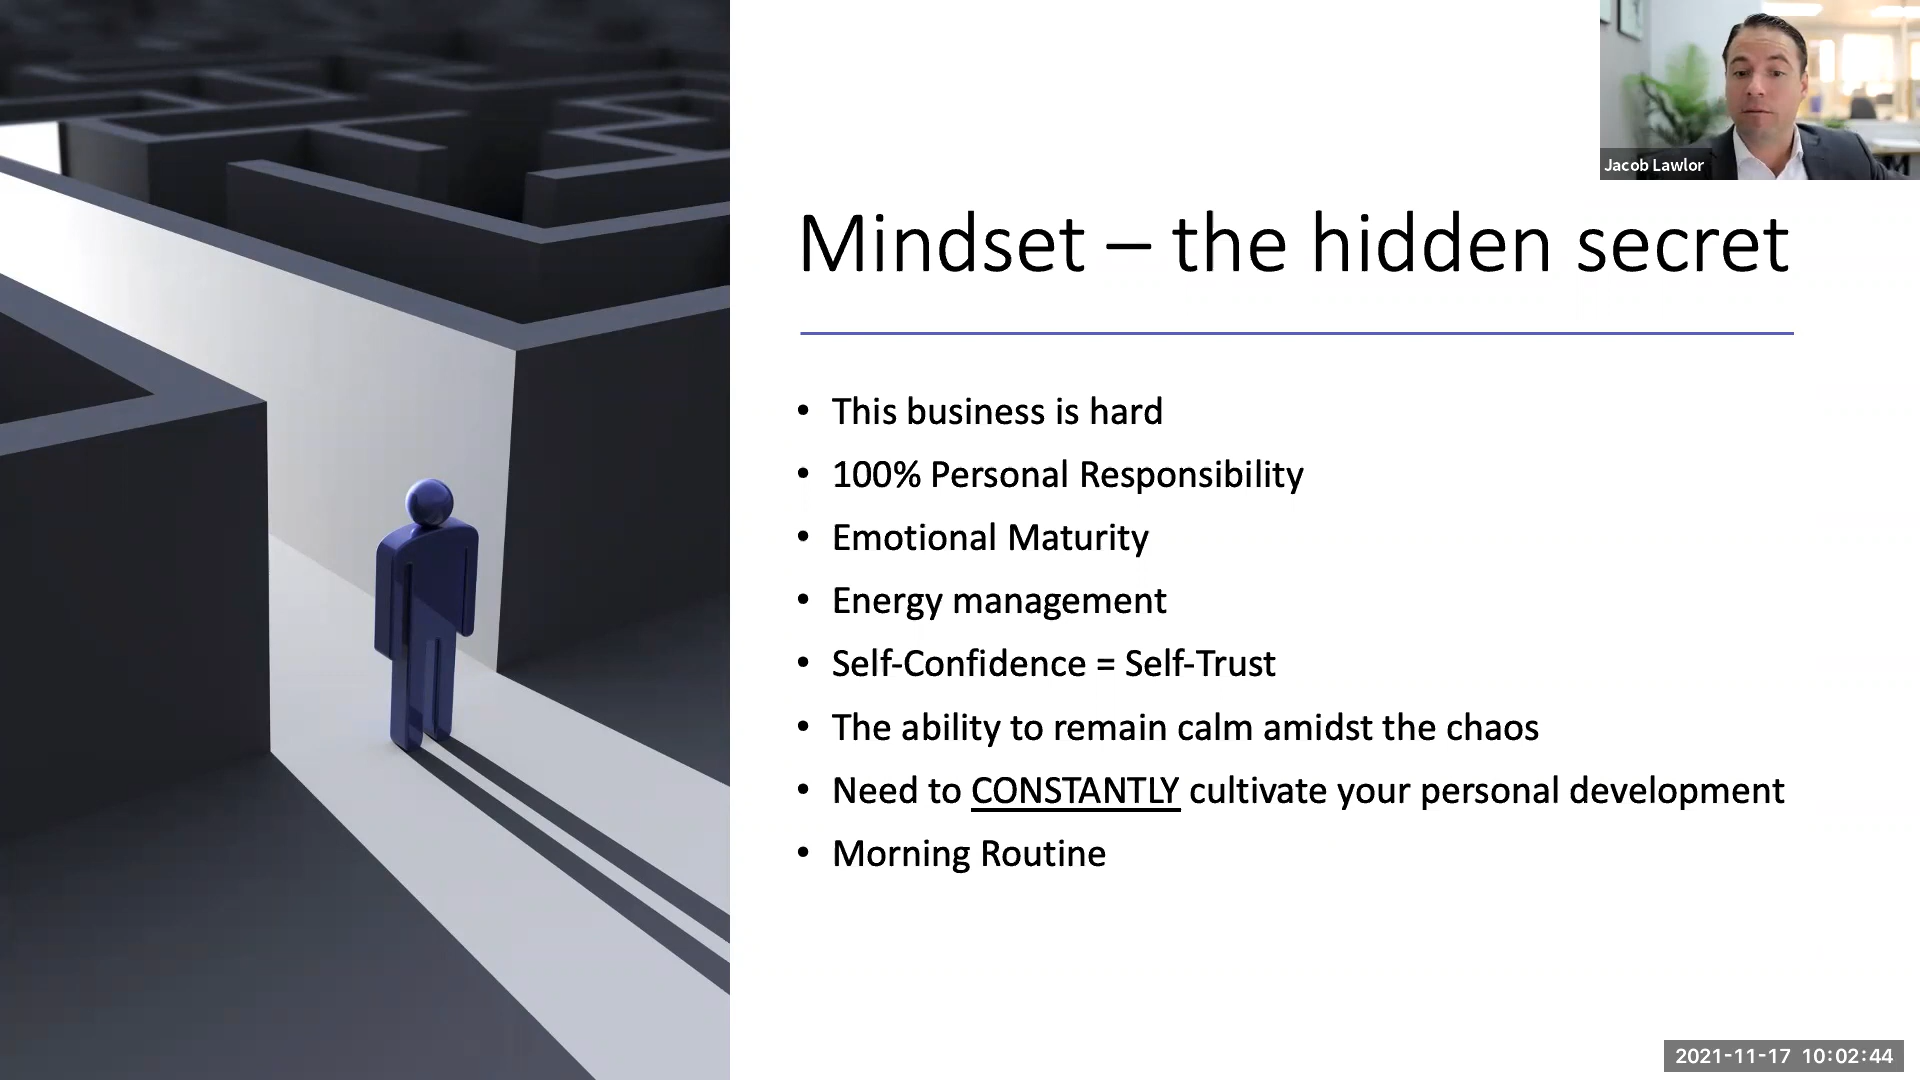 Jacob Lawlor
Mindset – the hidden secret
• This business is hard
• 100% Personal Responsibility
• Emotional Maturity
• Energy management
• Self-Confidence = Self-Trust
• The ability to remain calm amidst the chaos
• Need to CONSTANTLY cultivate your personal development
• Morning Routine
2021-11-17 10:02:44